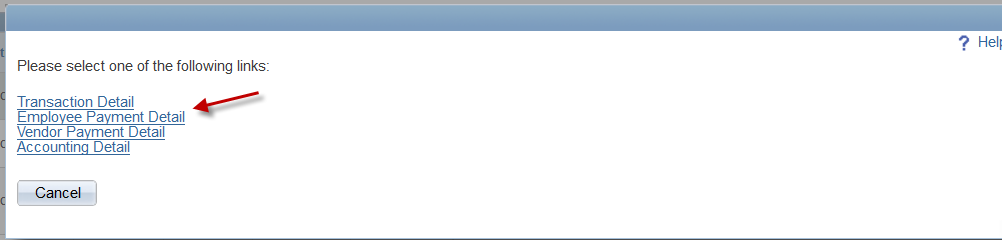 ? Help
Please select one of the following links:
Transaction Detail
Employee Payment Detail
Vendor Payment Detail
Accounting Detail
Cancel